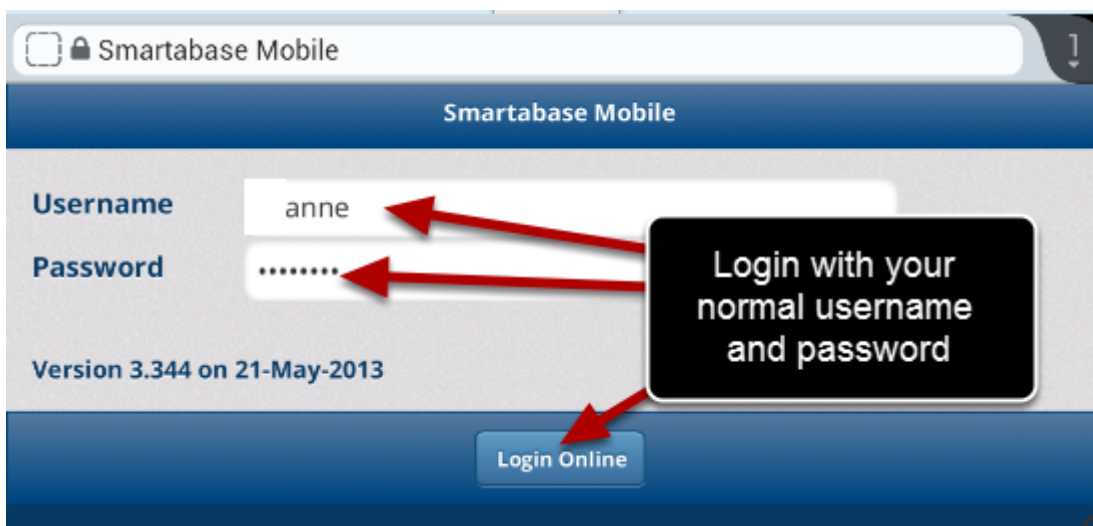 Smartabase Mobile
1
Smartabase Mobile
Username anne
Password ••••••••
Login with your
normal username
and password
Version 3.344 on 21-May-2013
Login Online